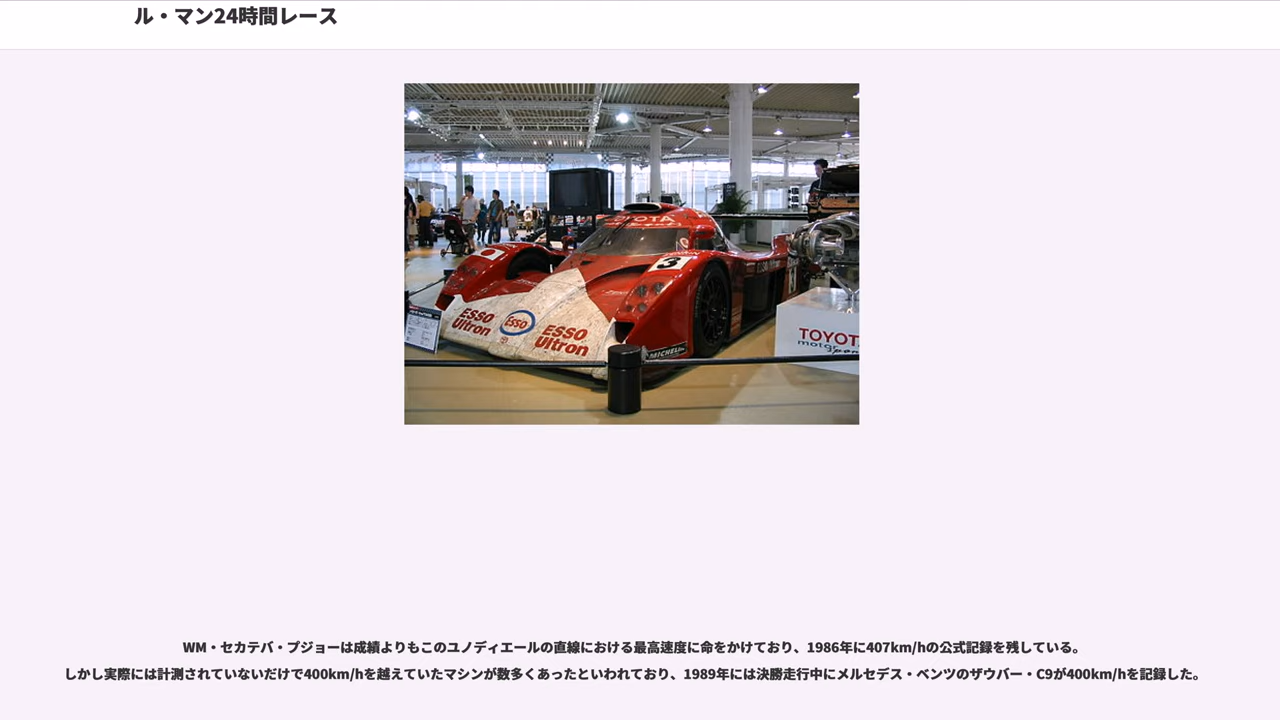 ル・マン24時間レース
TOYOTA
3
ESSO
Ultron
ESSO
ESSO
Ultron
MICHELIN
TOYOTA
motor
WM・セカテバ・プジョーは成績よりもこのユノディエールの直線における最高速度に命をかけており、1986年に407km/hの公式記録を残している。
しかし実際には計測されていないだけで400km/hを越えていたマシンが数多くあったといわれており、1989年には決勝走行中にメルセデス・ベンツのザウバー・C9が400km/hを記録した。